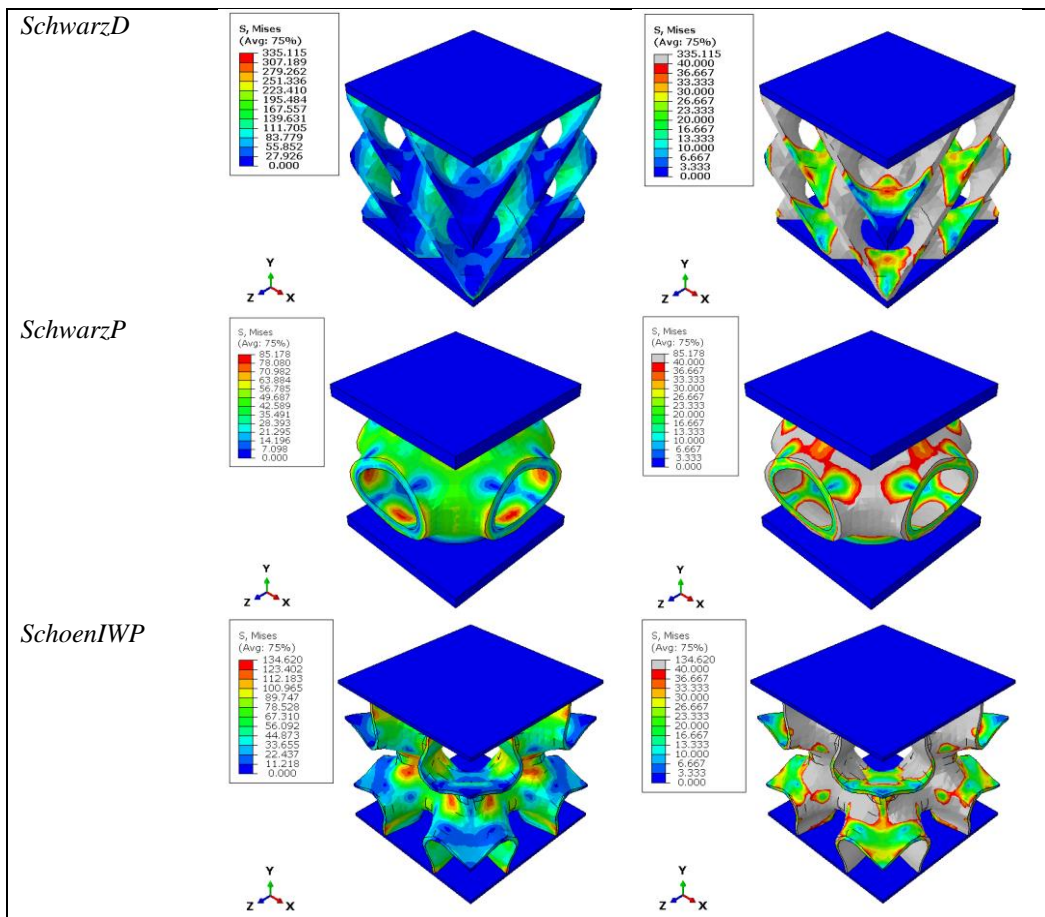 SchwarzD
S, Mises
(Avg: 75%)
335.115
307.189
279.262
251.336
223.410
195.484
167.557
139.631
111.705
83.779
55.852
27.926
0.000
Y
Z
X
S, Mises
(Avg: 75%)
335.115
40.000
36.667
33.333
30.000
26.667
23.333
20.000
16.667
13.333
10.000
6.667
3.333
0.000
Y
Z
X
SchwarzP
S, Mises
(Avg: 75%)
85.178
78.080
70.982
63.884
56.785
49.687
42.589
35.491
28.393
21.295
14.196
7.098
0.000
Y
Z
X
S, Mises
(Avg: 75%)
85.178
40.000
36.667
33.333
30.000
26.667
23.333
20.000
16.667
13.333
10.000
6.667
3.333
0.000
Y
Z
X
SchoenIWP
S, Mises
(Avg: 75%)
134.620
123.402
112.183
100.965
89.747
78.528
67.310
56.092
44.873
33.655
22.437
11.218
0.000
Y
Z
X
S, Mises
(Avg: 75%)
134.620
40.000
36.667
33.333
30.000
26.667
23.333
20.000
16.667
13.333
10.000
6.667
3.333
0.000
Y
Z
X